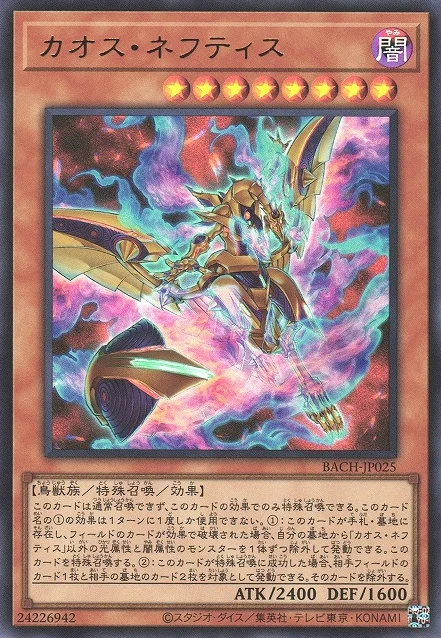 カオス・ネフティス
闇
BACH-JP025
【鳥獣族／特殊召喚／効果】
このカードは通常召喚できず、このカードの効果でのみ特殊召喚できる。このカード
名の①の効果は１ターンに１度しか使用できない。①：このカードが手札・墓地に
存在し、フィールドのカードが効果で破壊された場合、自分の墓地から「カオス・ネフ
ティス」以外の光属性と闇属性のモンスターを１体ずつ除外して発動できる。この
カードを特殊召喚する。②：このカードが特殊召喚に成功した場合、相手フィールド
のカード１枚と相手の墓地のカード２枚を対象として発動できる。そのカードを除外する。
ATK/2400 DEF/1600
24226942
©スタジオ・ダイス／集英社・テレビ東京・KONAMI